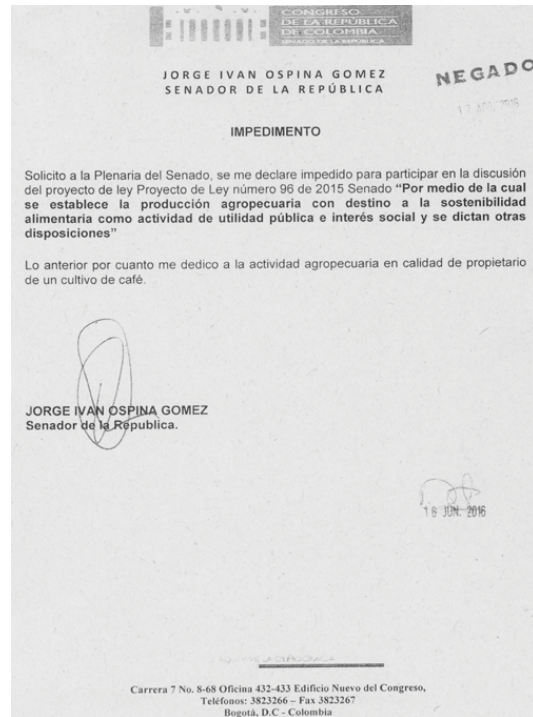 CONGRESO
DE LA REPÚBLICA
DE COLOMBIA
SENADO DE LA REPÚBLICA
JORGE IVAN OSPINA GOMEZ
SENADOR DE LA REPÚBLICA
NEGADO
2016
IMPEDIMENTO
Solicito a la Plenaria del Senado, se me declare impedido para participar en la discusión
del proyecto de ley Proyecto de Ley número 96 de 2015 Senado “Por medio de la cual
se establece la producción agropecuaria con destino a la sostenibilidad
alimentaria como actividad de utilidad pública e interés social y se dictan otras
disposiciones”
Lo anterior por cuanto me dedico a la actividad agropecuaria en calidad de propietario
de un cultivo de café.
JORGE IVAN OSPINA GOMEZ
Senador de la Republica.
16 JUN. 2016
Carrera 7 No. 8-68 Oficina 432-433 Edificio Nuevo del Congreso,
Teléfonos: 3823266 – Fax 3823267
Bogotá, D.C - Colombia